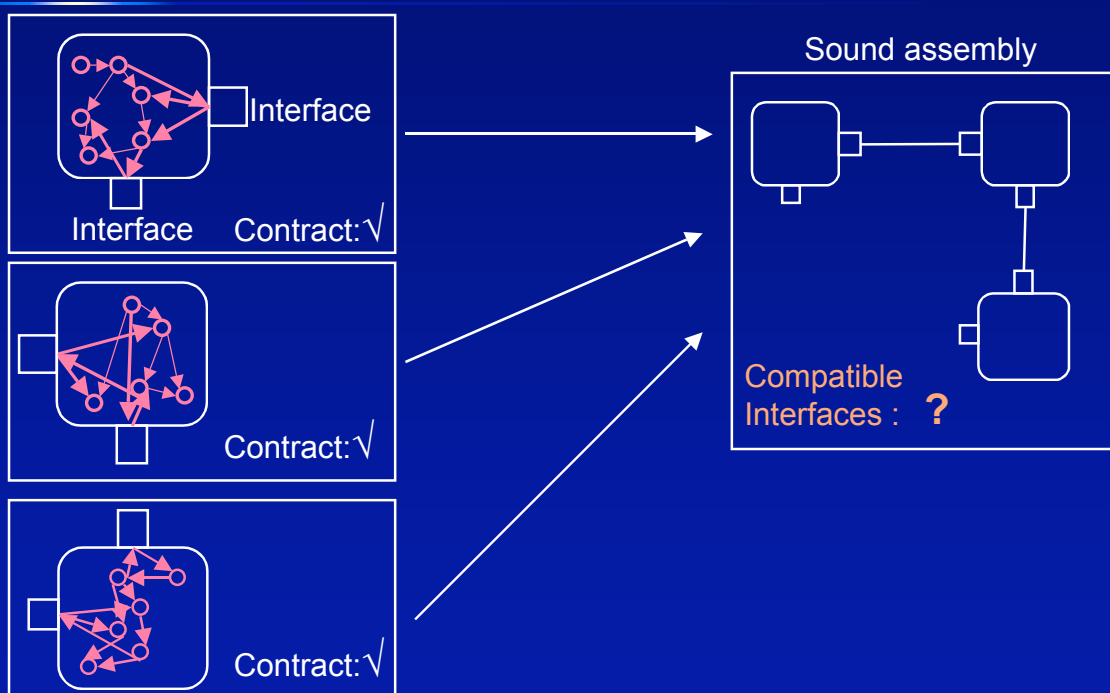 Interface
Interface
Contract:√
Contract:√
Contract:√
Sound assembly
Compatible
Interfaces : ?